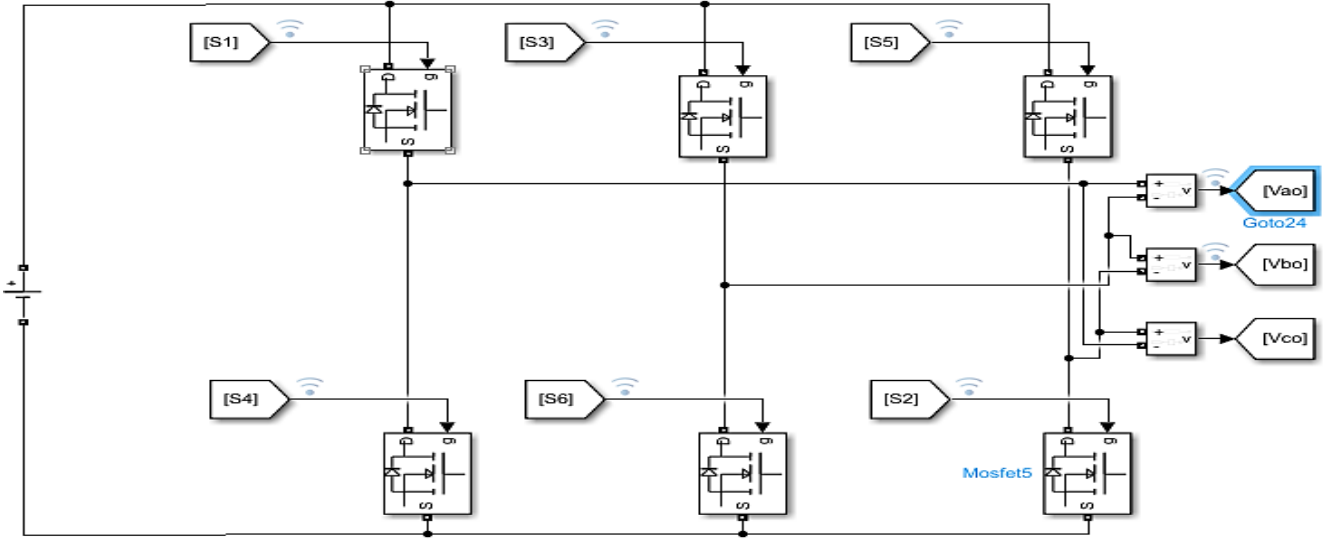 [S1]
[S3]
[S5]
D
g
S
D
g
S
D
g
S
+
-
v
[Vao]
Goto24
+
-
v
[Vbo]
+
-
v
[Vco]
+
[S4]
[S6]
[S2]
D
g
S
D
g
S
Mosfet5
D
g
S